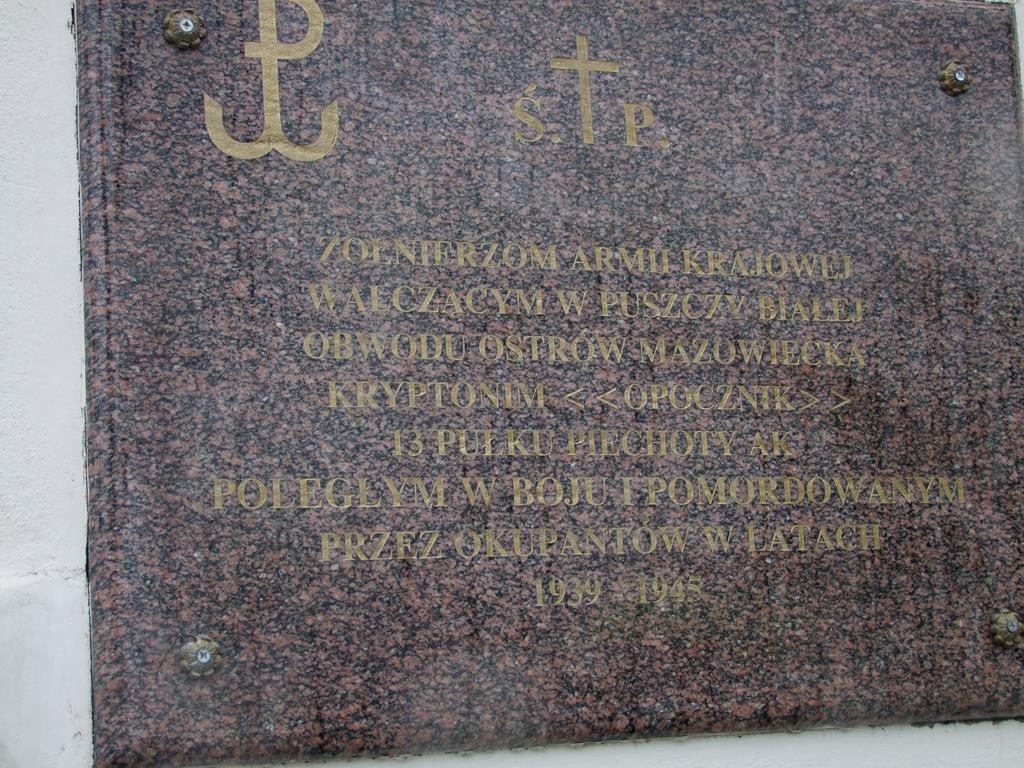 P
Ś. P.
ŻOŁNIERZOM ARMII KRAJOWEJ
WALCZĄCYM W PUSZCZY BIAŁEJ
OBWODU OSTRÓW MAZOWIECKA
KRYPTONIM <<OPOCZNIK>>
13 PUŁKU PIECHOTY AK
POLEGŁYM W BOJU I POMORDOWANYM
PRZEZ OKUPANTÓW W LATACH
1939 - 1945